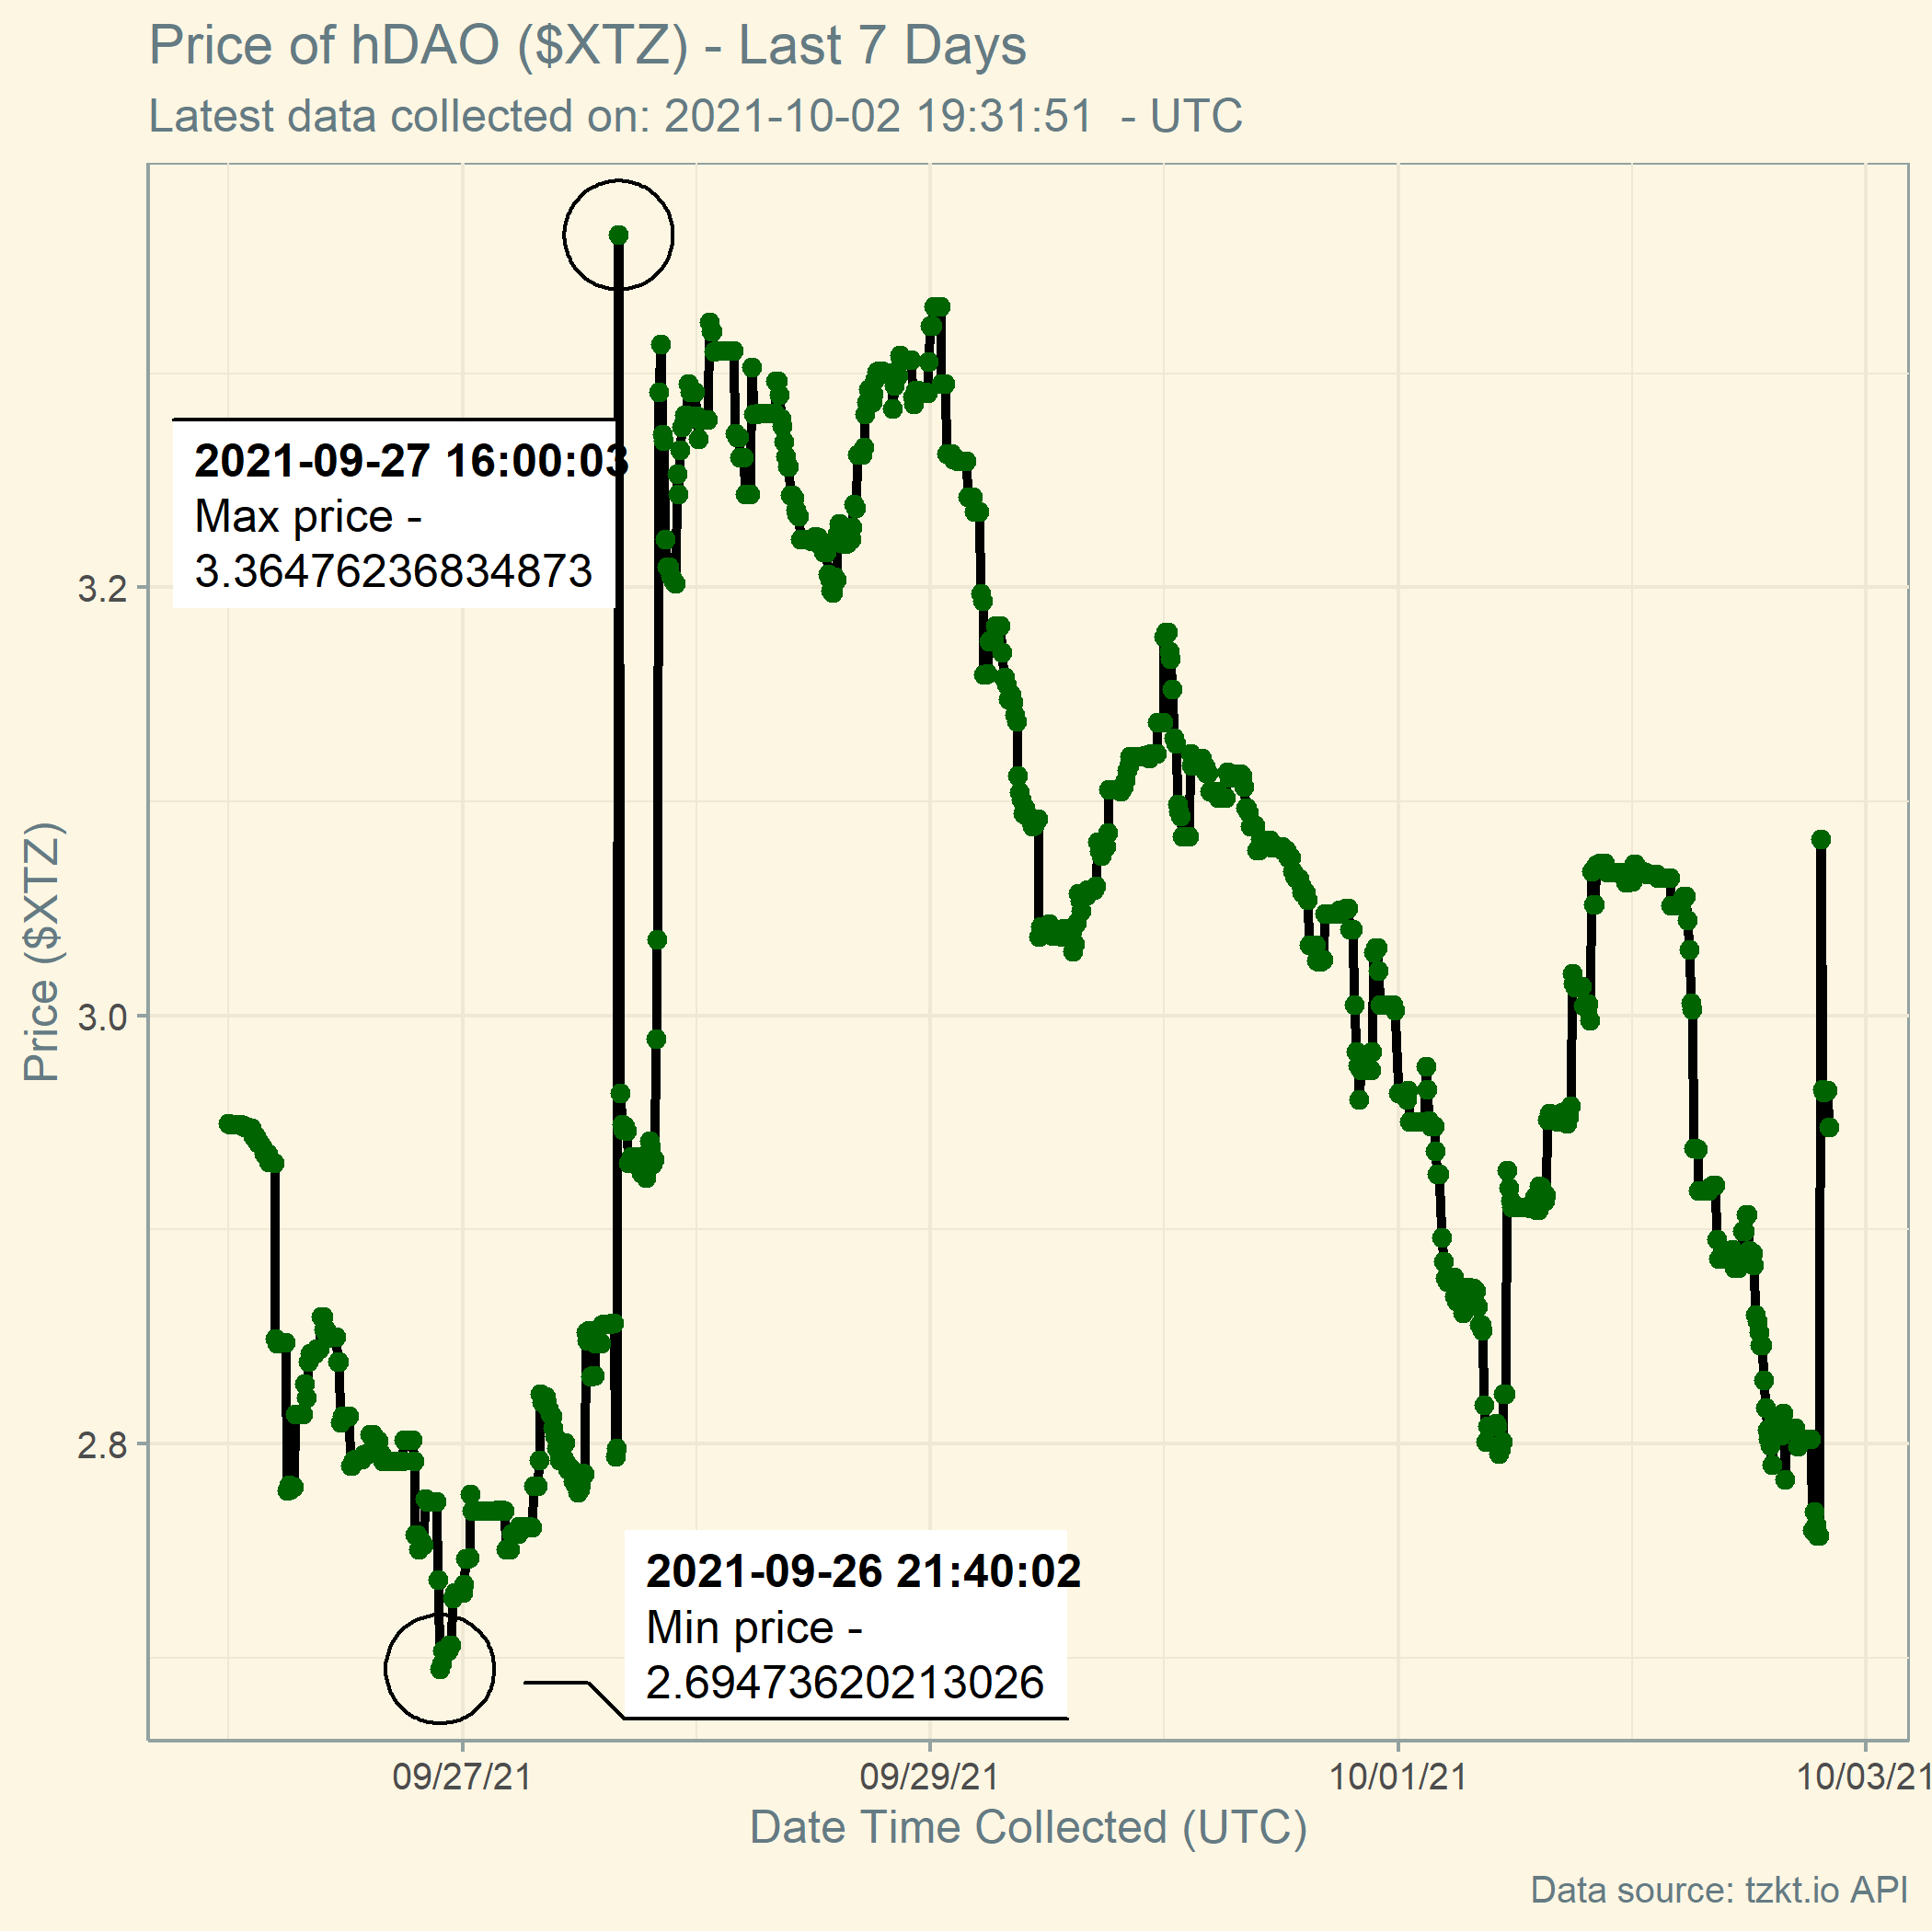 Price of hDAO ($XTZ) - Last 7 Days
Latest data collected on: 2021-10-02 19:31:51  - UTC
2021-09-27 16:00:03
Max price -
3.36476236834873
3.2
3.0
2.8
Price ($XTZ)
2021-09-26 21:40:02
Min price -
2.69473620213026
09/27/21
09/29/21
10/01/21
10/03/21
Date Time Collected (UTC)
Data source: tzkt.io API